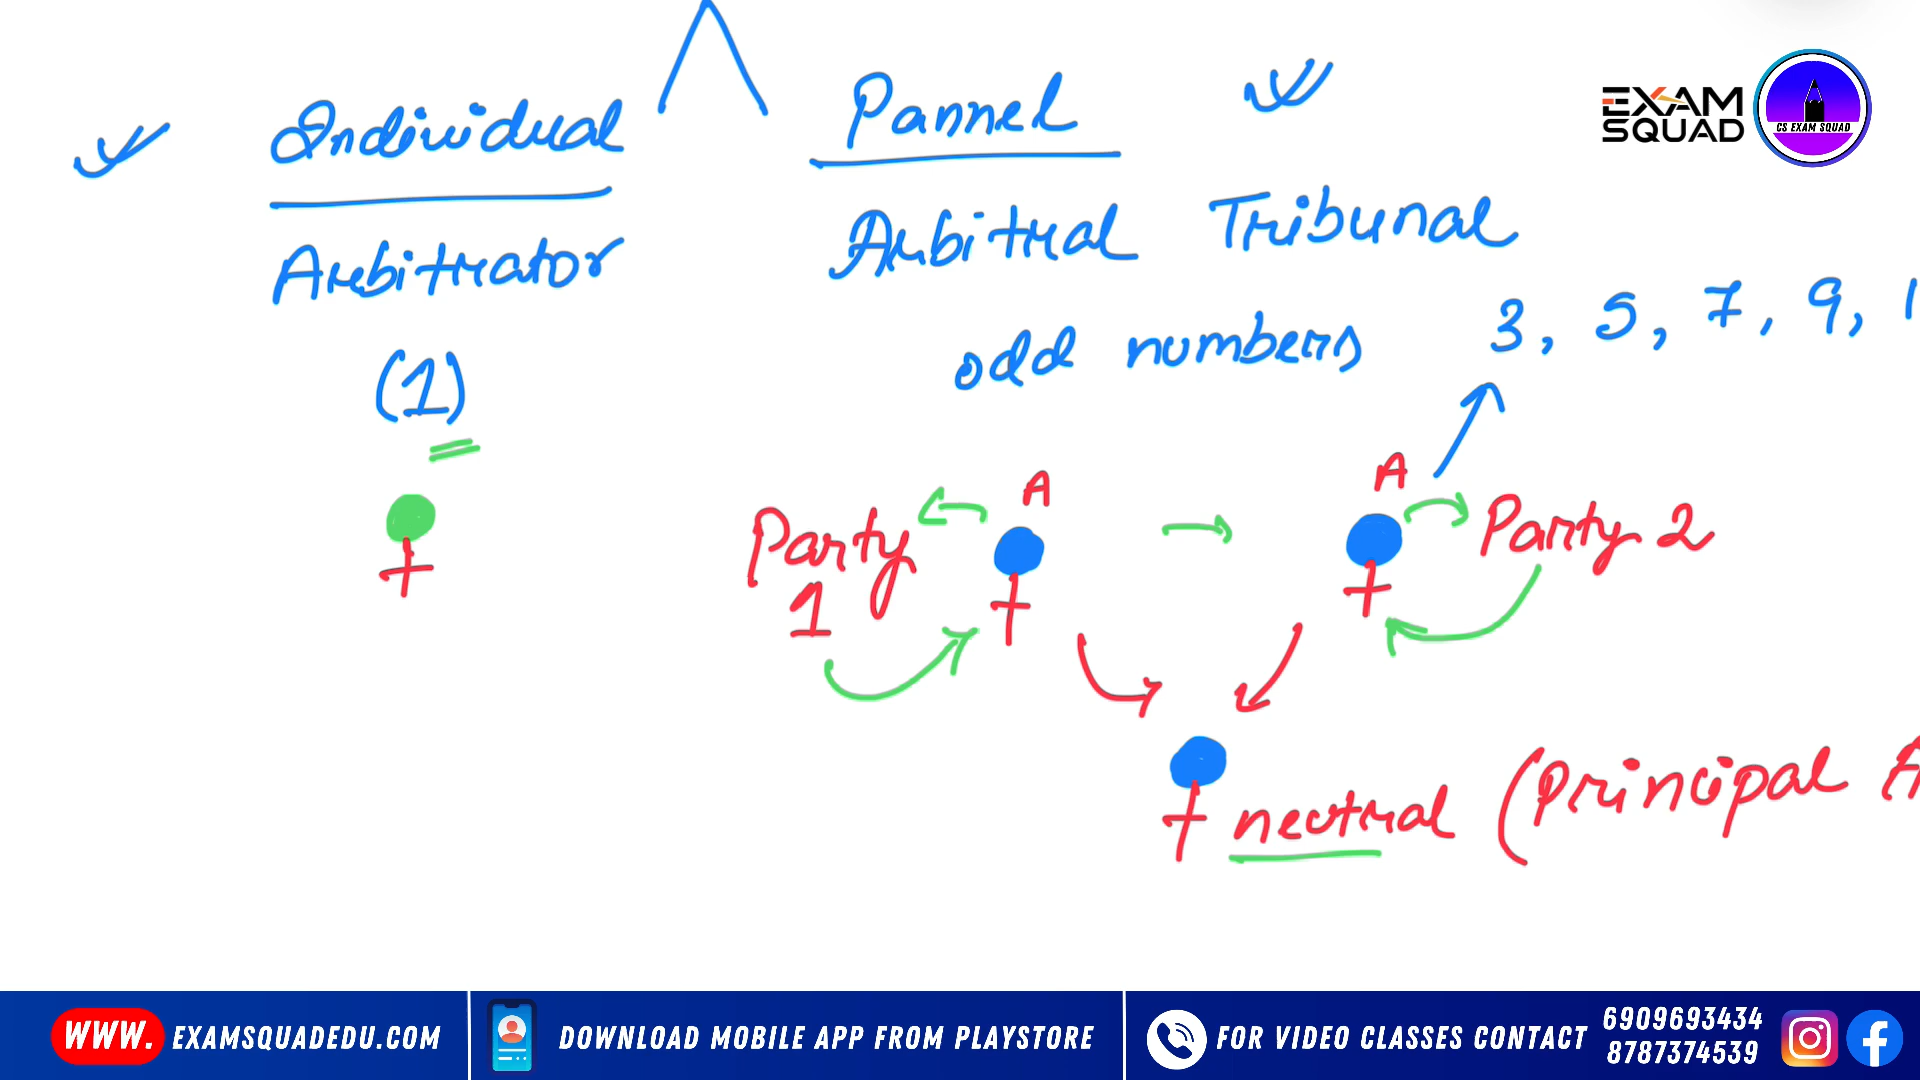 Individual
Pannel
EXAM
SQUAD
CS EXAM SQUAD
Arbitrator
Arbitral Tribunal
(1)
odd numbers 3, 5, 7, 9, 1
A
A
Party
1
Party 2
neutral (Principal A
WWW. EXAMSQUADEDU.COM
DOWNLOAD MOBILE APP FROM PLAYSTORE
FOR VIDEO CLASSES CONTACT
6909693434
8787374539